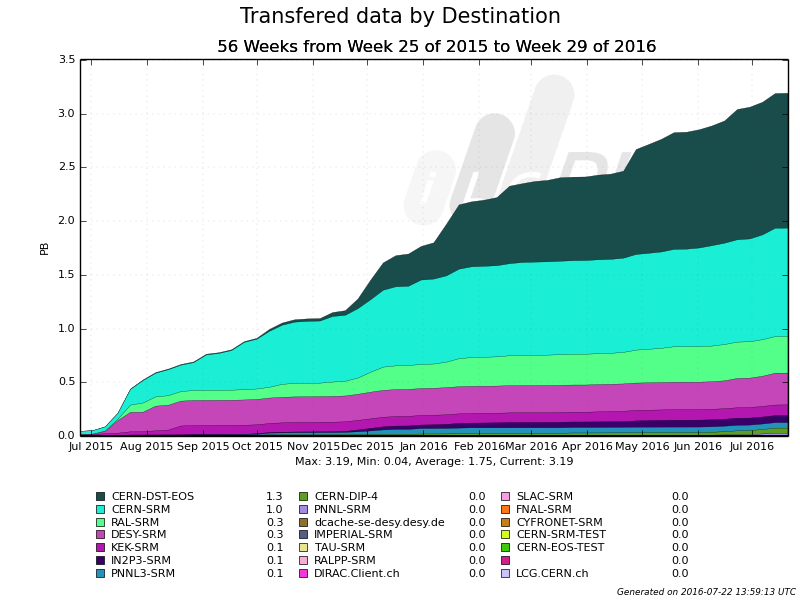 Transfered data by Destination
56 Weeks from Week 25 of 2015 to Week 29 of 2016
3.5
3.0
2.5
2.0
1.5
1.0
0.5
0.0
PB
Jul 2015 Aug 2015 Sep 2015 Oct 2015 Nov 2015 Dec 2015 Jan 2016 Feb 2016 Mar 2016 Apr 2016 May 2016 Jun 2016 Jul 2016
Max: 3.19, Min: 0.04, Average: 1.75, Current: 3.19
CERN-DST-EOS 1.3 CERN-DIP-4 0.0 SLAC-SRM 0.0
CERN-SRM 1.0 PNNL-SRM 0.0 FNAL-SRM 0.0
RAL-SRM 0.3 dcache-se-desy.desy.de 0.0 CYFRONET-SRM 0.0
DESY-SRM 0.3 IMPERIAL-SRM 0.0 CERN-SRM-TEST 0.0
KEK-SRM 0.1 TAU-SRM 0.0 CERN-EOS-TEST 0.0
IN2P3-SRM 0.1 RALPP-SRM 0.0 0.0
PNNL3-SRM 0.1 DIRAC.Client.ch 0.0 LCG.CERN.ch 0.0
Generated on 2016-07-22 13:59:13 UTC